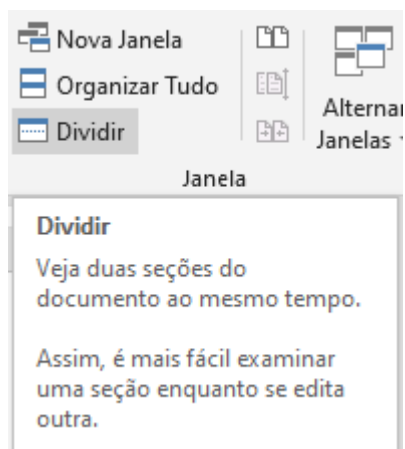 Nova Janela
Organizar Tudo
Dividir
Alternar
Janelas
Janela
Dividir
Veja duas seções do
documento ao mesmo tempo.
Assim, é mais fácil examinar
uma seção enquanto se edita
outra.